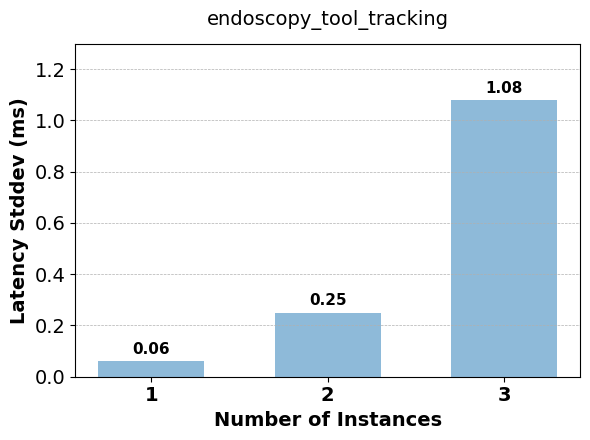 endoscopy_tool_tracking
Latency Stddev (ms)
1.2
1.0
0.8
0.6
0.4
0.2
0.0
0.06
0.25
1.08
1 2 3
Number of Instances